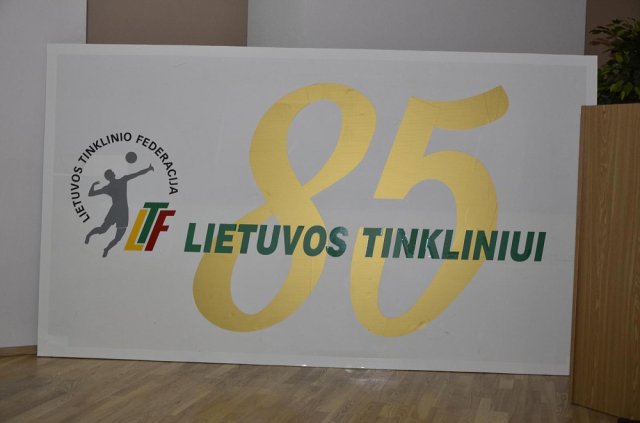 LIETUVOS TINKLINIO FEDERACIJA
LTF
85
LIETUVOS TINKLINIUI